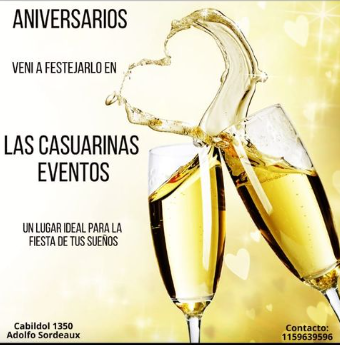 ANIVERSARIOS
VENI A FESTEJARLO EN
LAS CASUARINAS
EVENTOS
UN LUGAR IDEAL PARA LA
FIESTA DE TUS SUEÑOS
Cabildol 1350
Adolfo Sordeaux
Contacto:
1159639596